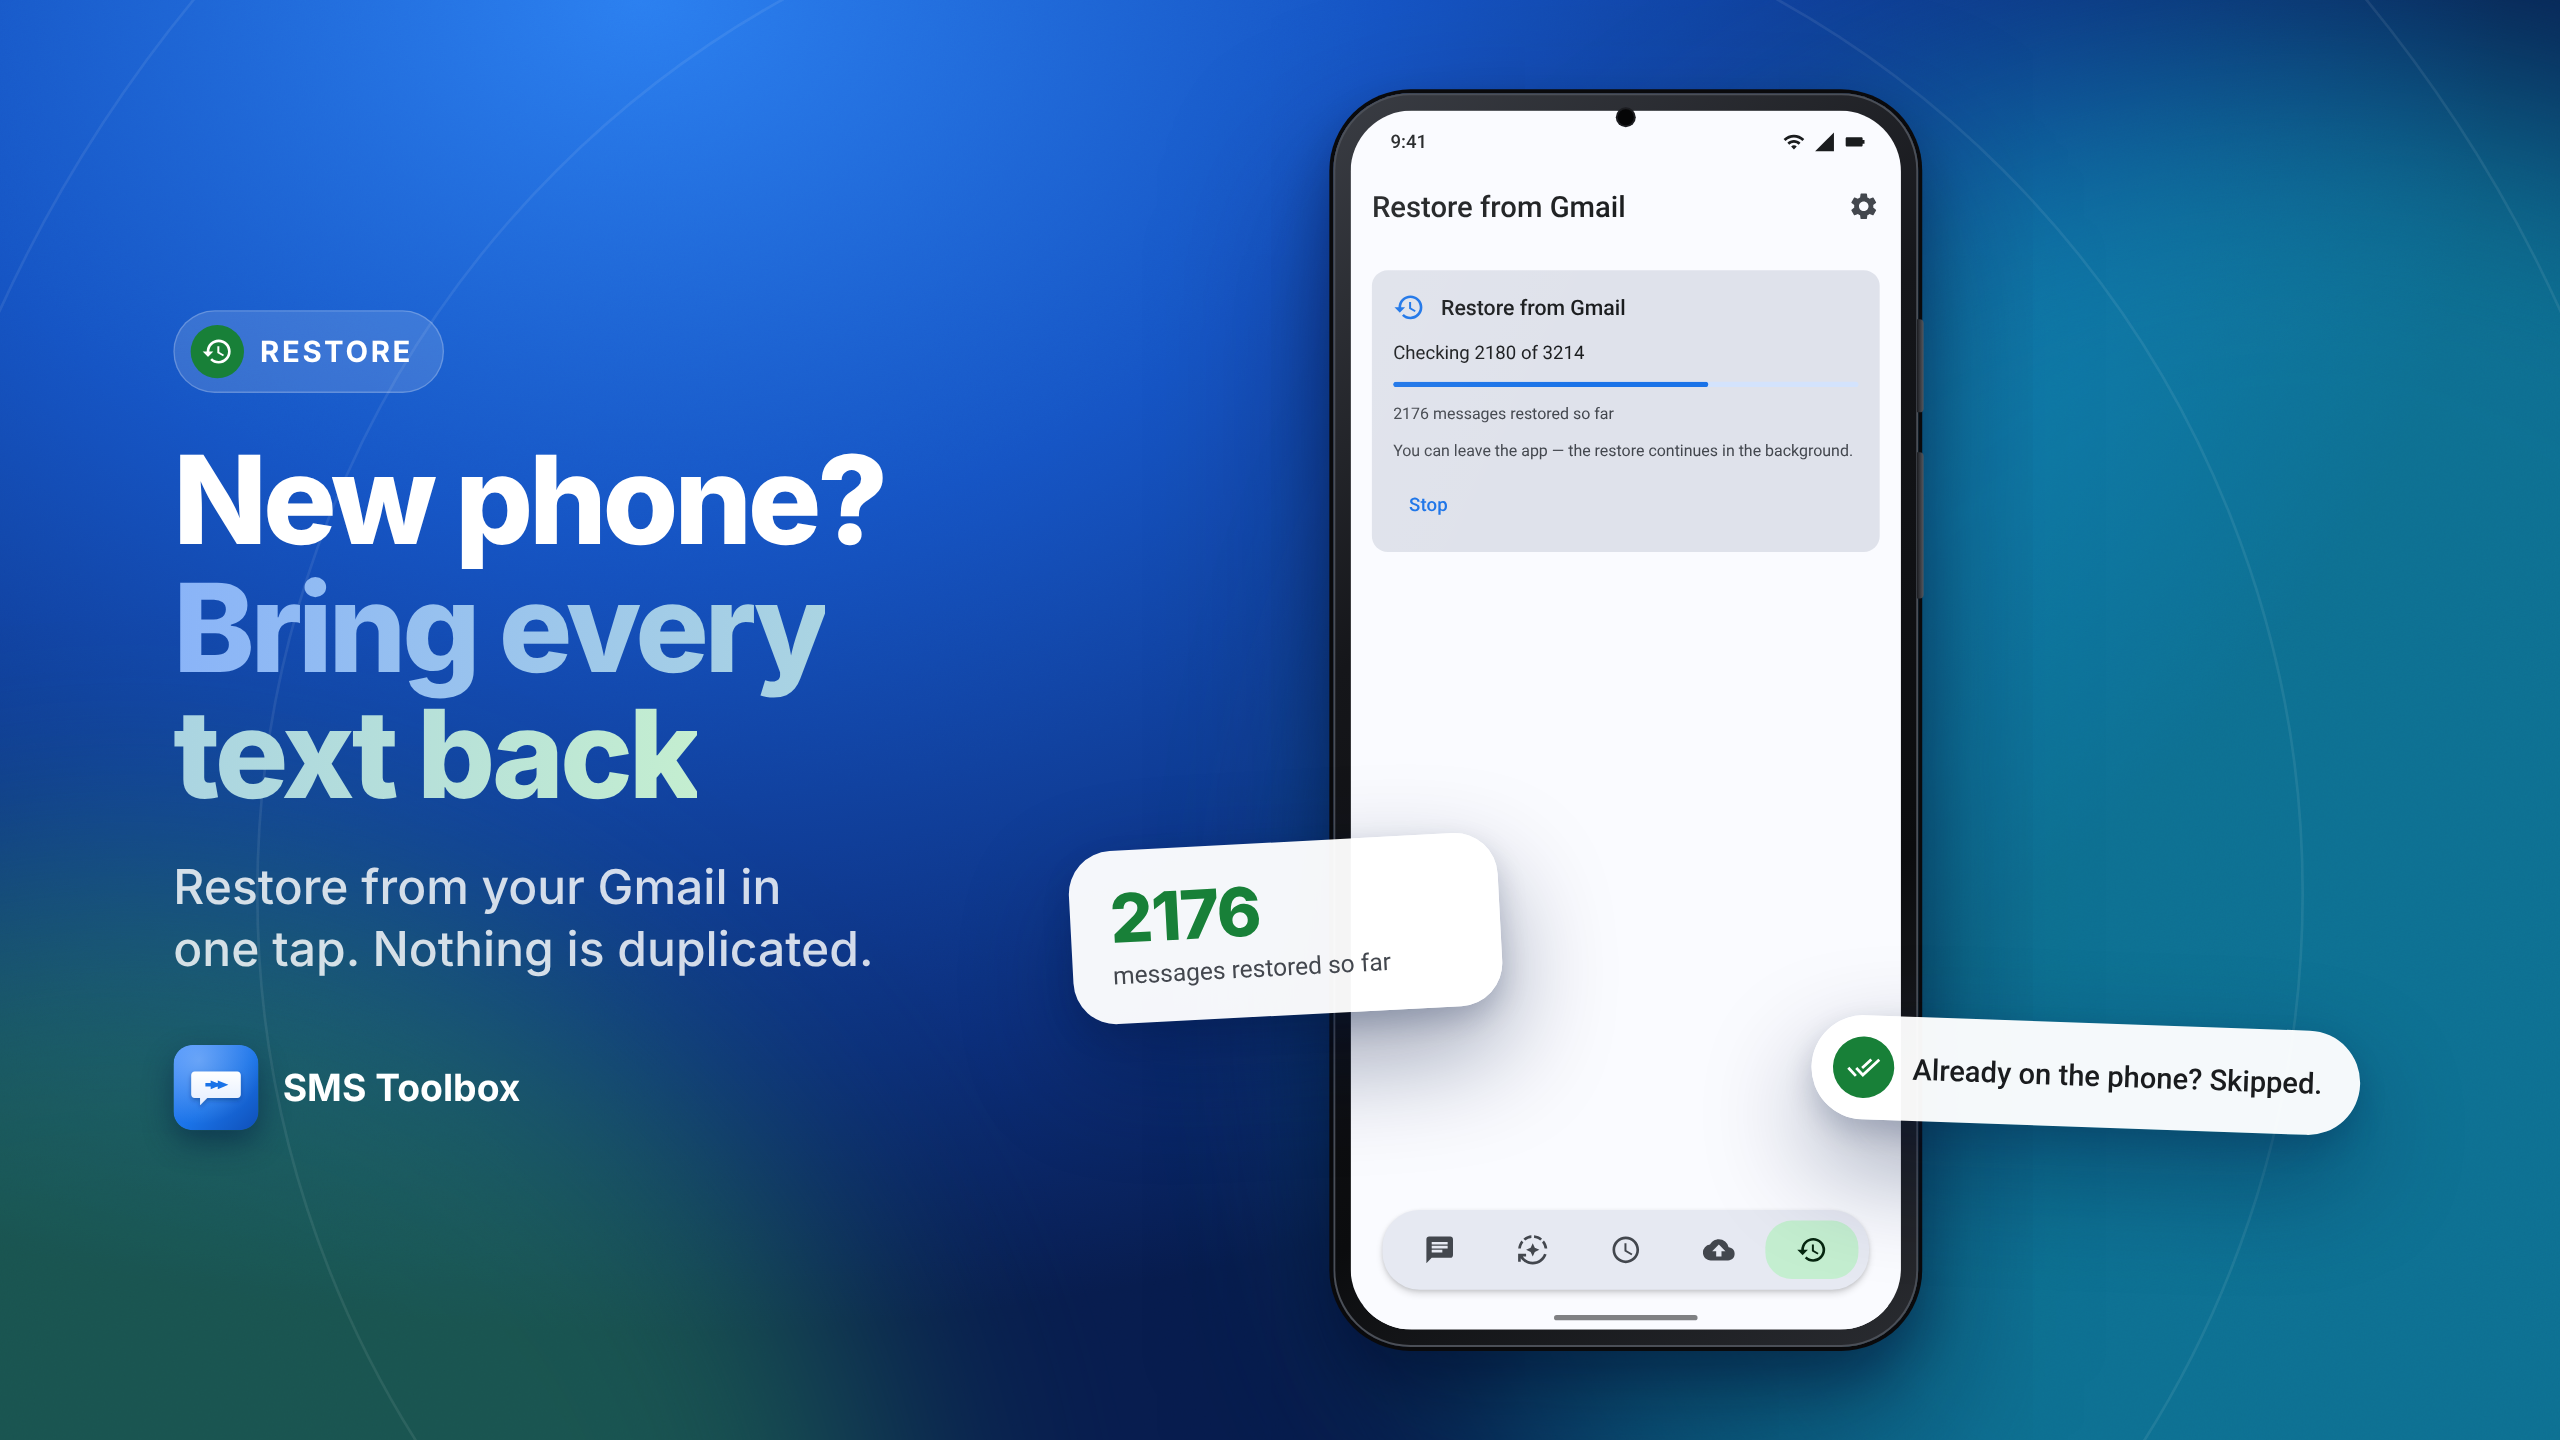 RESTORE
New phone?
Bring every
text back
Restore from your Gmail in
one tap. Nothing is duplicated.
SMS Toolbox
9:41
Restore from Gmail
Restore from Gmail
Checking 2180 of 3214
2176 messages restored so far
You can leave the app — the restore continues in the background.
Stop
2176
messages restored so far
Already on the phone? Skipped.